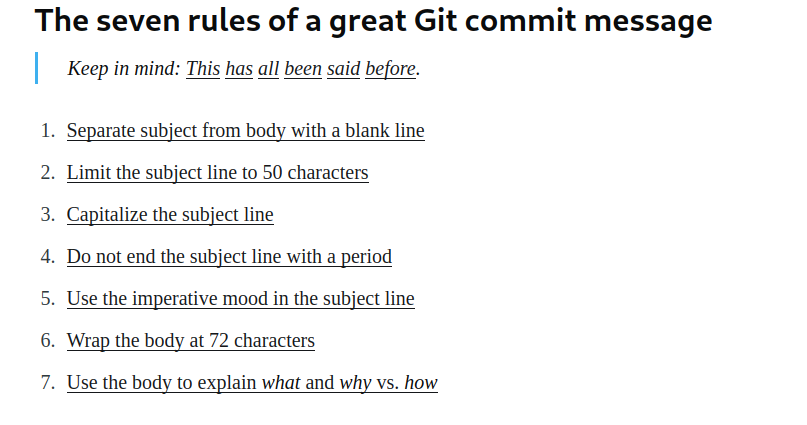 The seven rules of a great Git commit message
Keep in mind: This has all been said before.
1. Separate subject from body with a blank line
2. Limit the subject line to 50 characters
3. Capitalize the subject line
4. Do not end the subject line with a period
5. Use the imperative mood in the subject line
6. Wrap the body at 72 characters
7. Use the body to explain what and why vs. how